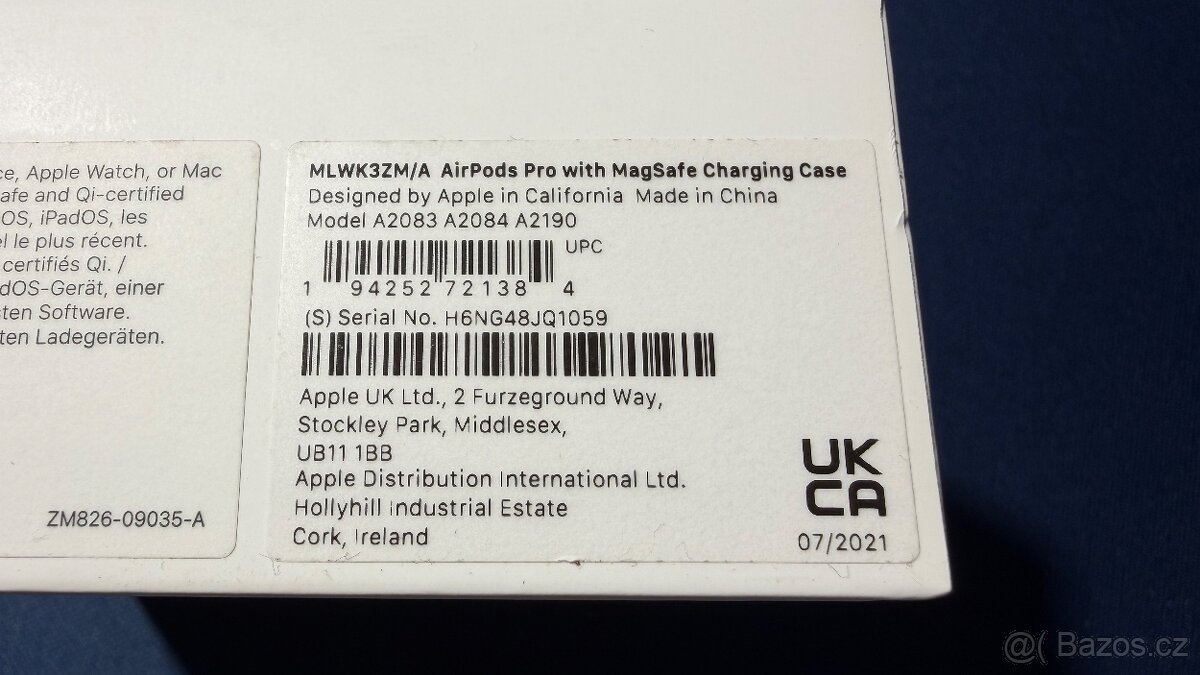 ce, Apple Watch, or Mac
afe and Qi-certified
OS, iPadOS, les
el le plus récent.
certifiés Qi. /
dOS-Gerät, einer
sten Software.
ten Ladegeräten.
ZM826-09035-A
MLWK3ZM/A AirPods Pro with MagSafe Charging Case
Designed by Apple in California Made in China
Model A2083 A2084 A2190
UPC
1 94252 72138 4
(S) Serial No. H6NG48JQ1059
Apple UK Ltd., 2 Furzeground Way,
Stockley Park, Middlesex,
UB11 1BB
Apple Distribution International Ltd.
Hollyhill Industrial Estate
Cork, Ireland
UK
CA
07/2021
@( Bazos.cz